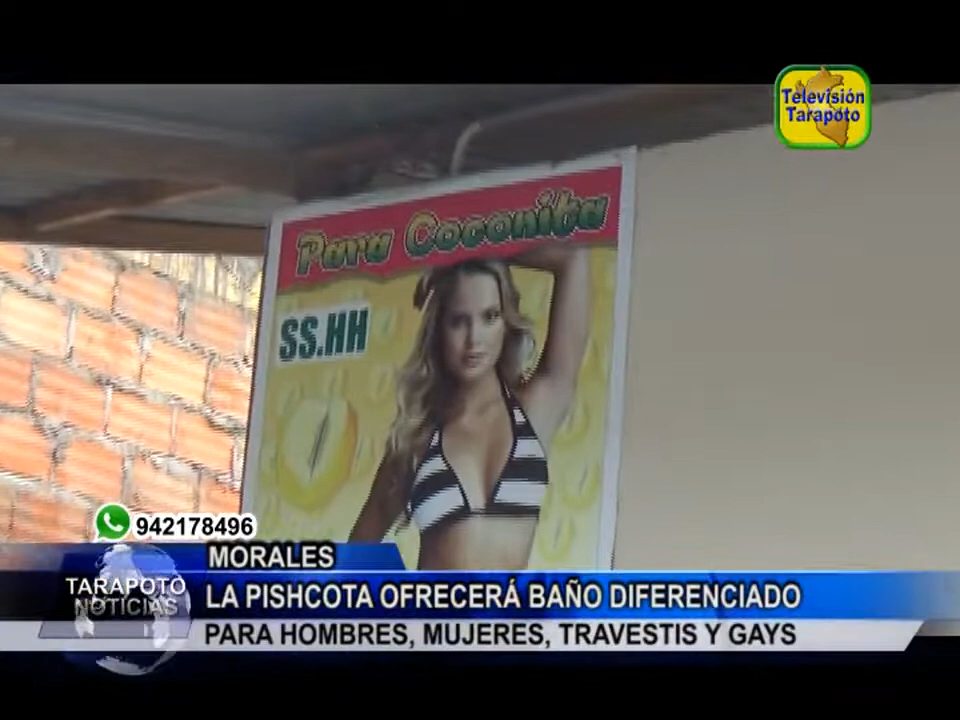 Televisión
Tarapoto
Para Coconita
SS.HH
942178496
MORALES
TARAPOTO
NOTICIAS
LA PISHCOTA OFRECERÁ BAÑO DIFERENCIADO
PARA HOMBRES, MUJERES, TRAVESTIS Y GAYS